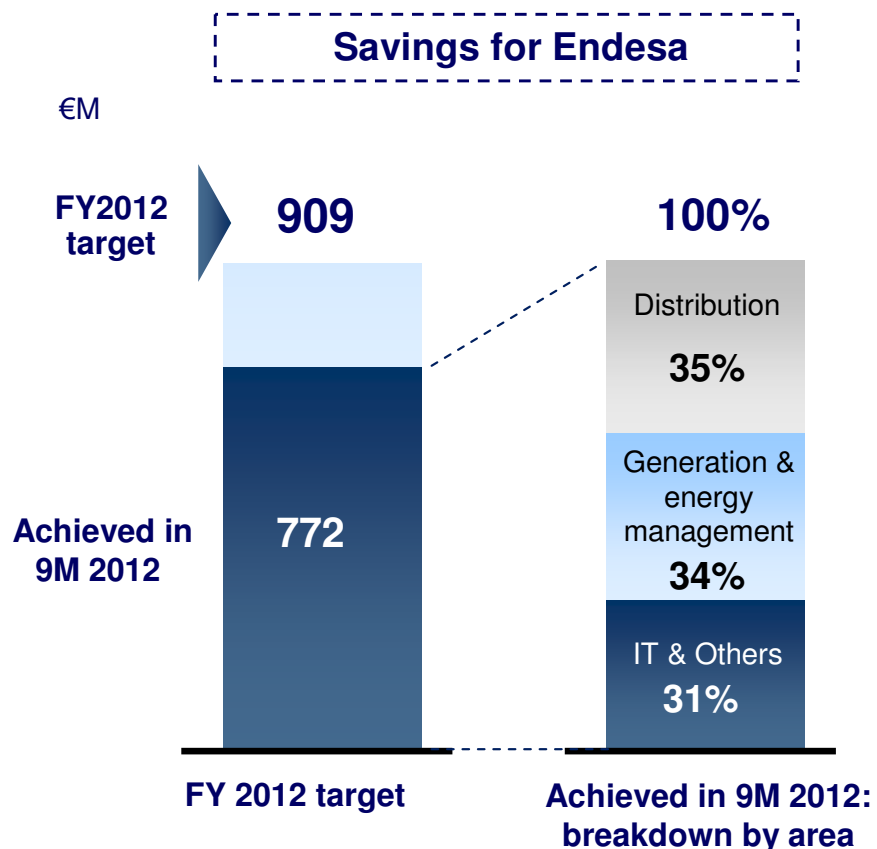 Savings for Endesa
€M
FY2012
target
909
100%
Distribution
35%
Generation &
energy
management
34%
Achieved in
9M 2012
772
IT & Others
31%
FY 2012 target
Achieved in 9M 2012:
breakdown by area